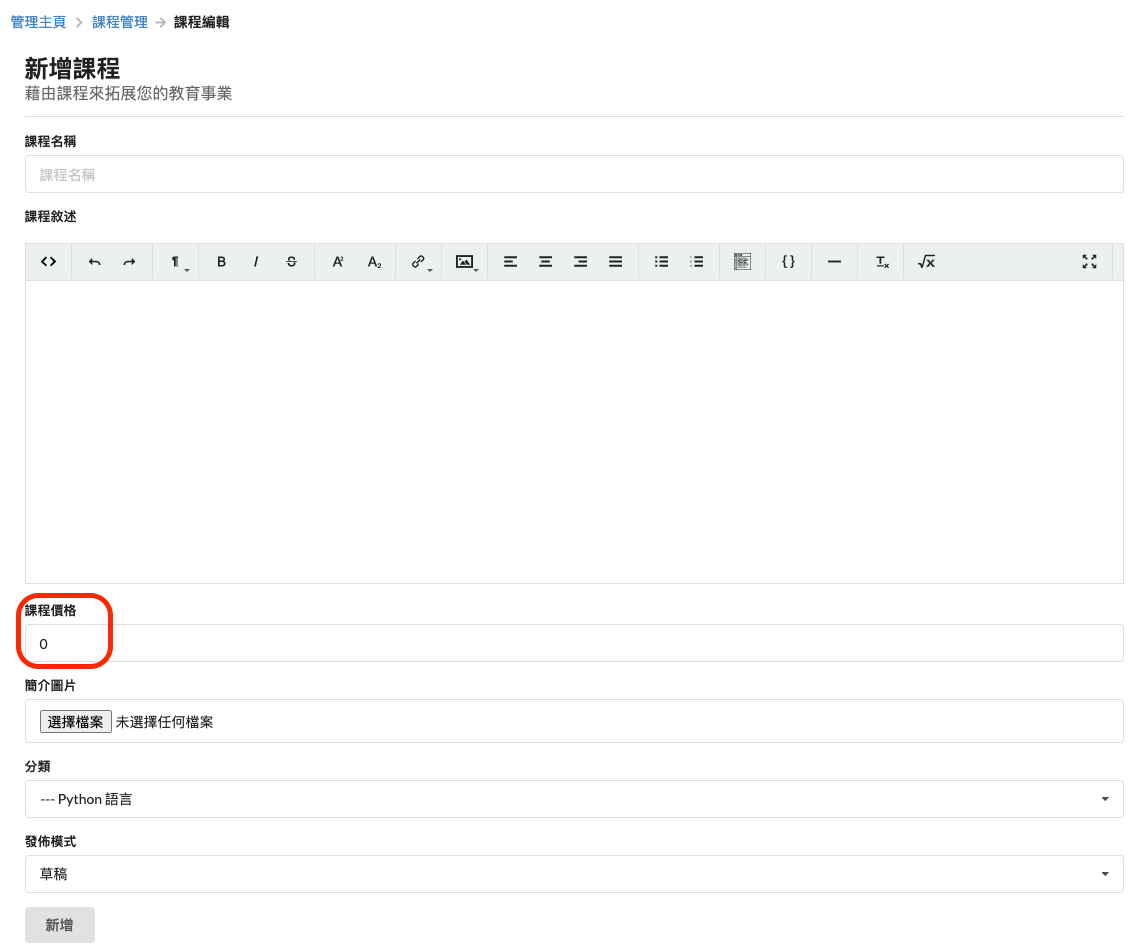 管理主頁 課程管理 課程編輯
新增課程
藉由課程來拓展您的教育事業
課程名稱
課程名稱
課程敘述
課程價格
0
簡介圖片
選擇檔案 未選擇任何檔案
分類
--- Python 語言
發佈模式
草稿
新增